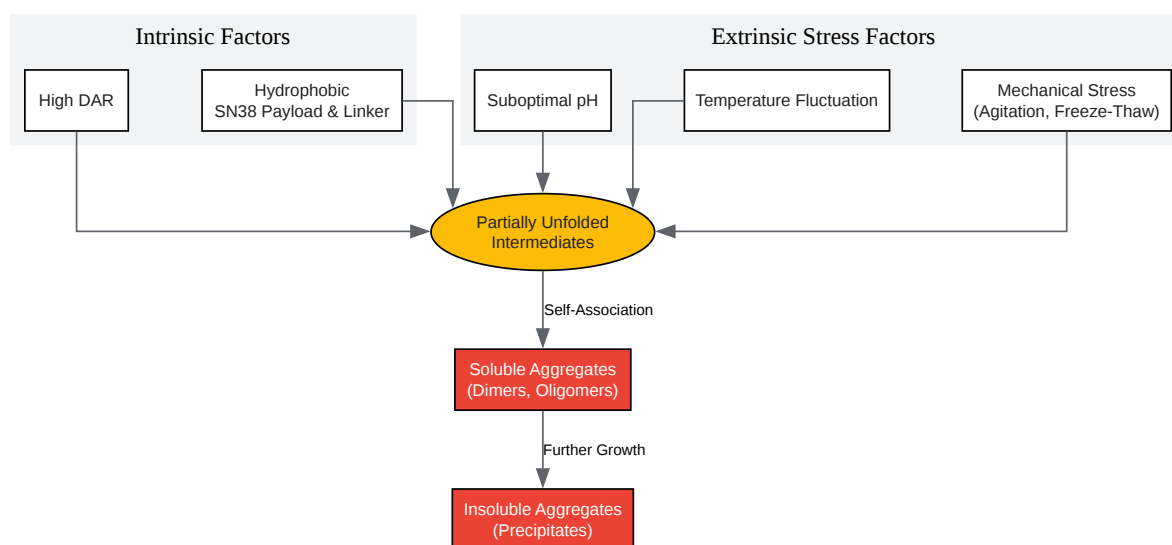 Intrinsic Factors
Extrinsic Stress Factors
High DAR
Hydrophobic
SN38 Payload & Linker
Suboptimal pH
Temperature Fluctuation
Mechanical Stress
(Agitation, Freeze-Thaw)
Partially Unfolded
Intermediates
Self-Association
Soluble Aggregates
(Dimers, Oligomers)
Further Growth
Insoluble Aggregates
(Precipitates)